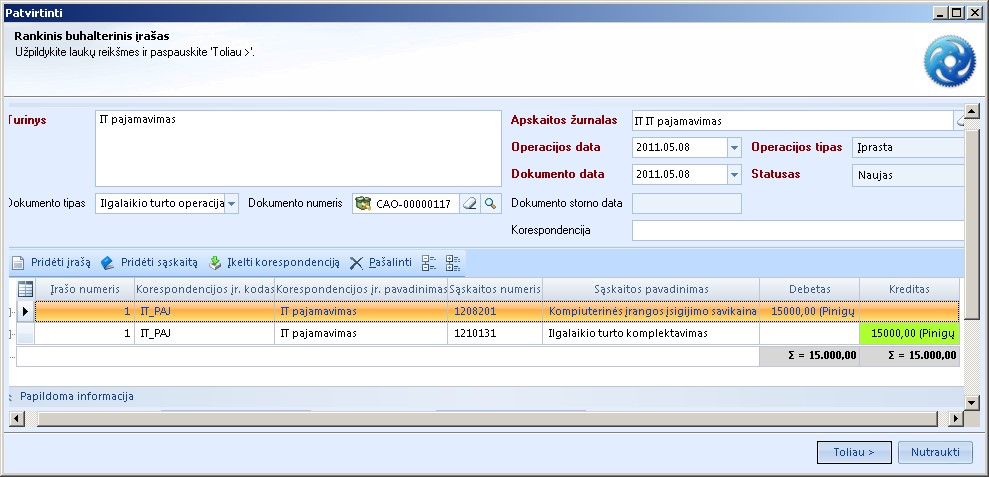 Patvirtinti
Rankinis buhalterinis įrašas
Užpildykite laukų reikšmes ir paspauskite 'Toliau >'.
Turinys
IT pajamavimas
Apskaitos žurnalas
IT IT pajamavimas
Operacijos data
2011.05.08
Operacijos tipas
Įprasta
Dokumento data
2011.05.08
Statusas
Naujas
Dokumento tipas
Ilgalaikio turto operacija
Dokumento numeris
CAO-00000117
Dokumento storno data
Korespondencija
Pridėti įrašą Pridėti sąskaitą Įkelti korespondenciją Pašalinti
Įrašo numeris Korespondencijos įr. kodas Korespondencijos įr. pavadinimas Sąskaitos numeris Sąskaitos pavadinimas Debetas Kreditas
1 IT_PAJ IT pajamavimas 1208201 Kompiuterinės įrangos įsigijimo savikaina 15000,00 (Pinigų
1 IT_PAJ IT pajamavimas 1210131 Ilgalaikio turto komplektavimas 15000,00 (Pinigų
Σ = 15.000,00 Σ = 15.000,00
Papildoma informacija
Toliau > Nutraukti